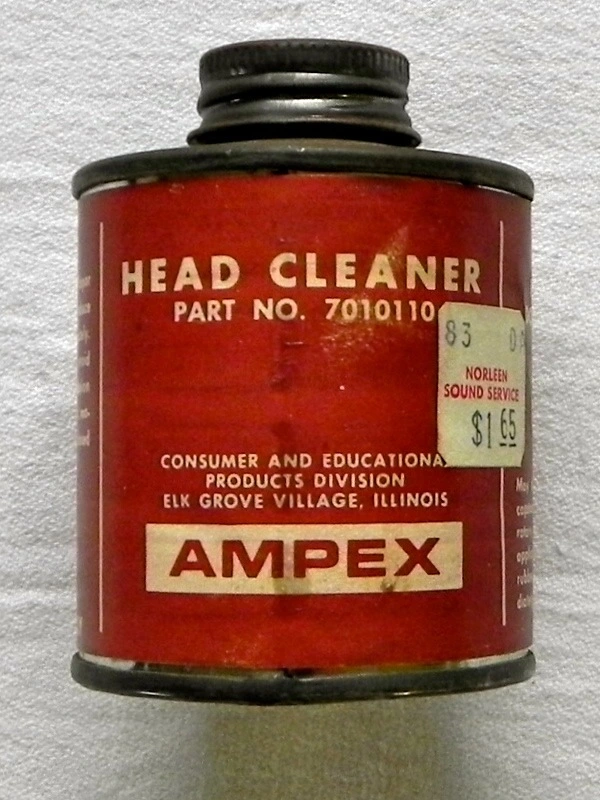 HEAD CLEANER
PART NO. 7010110
83
NORLEEN
SOUND SERVICE
$1 65
CONSUMER AND EDUCATIONA
PRODUCTS DIVISION
ELK GROVE VILLAGE, ILLINOIS
AMPEX
May